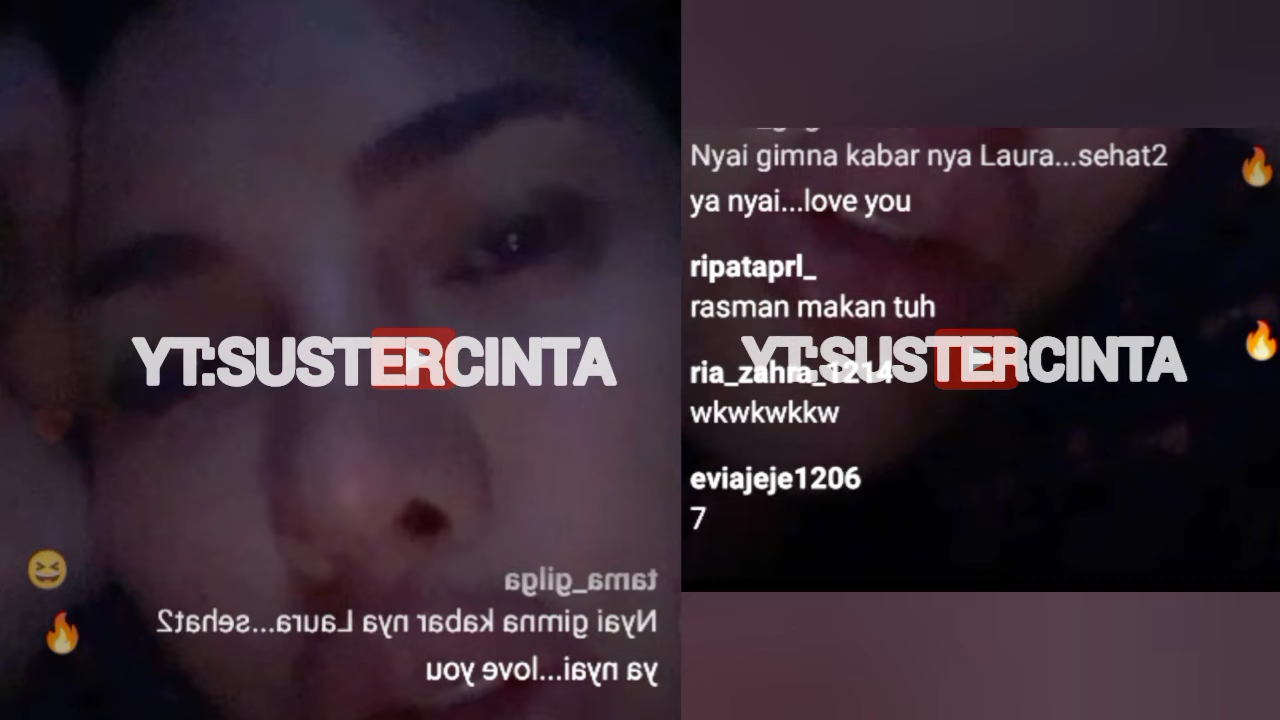 YT:SUSTERCINTA
tama_gilga
Nyai gimna kabar nya Laura...sehat2
ya nyai...love you
Nyai gimna kabar nya Laura...sehat2
ya nyai...love you
ripataprl_
rasman makan tuh
YT:SUSTERCINTA
ria_zahra_1214
wkwkwkkw
eviajeje1206
7